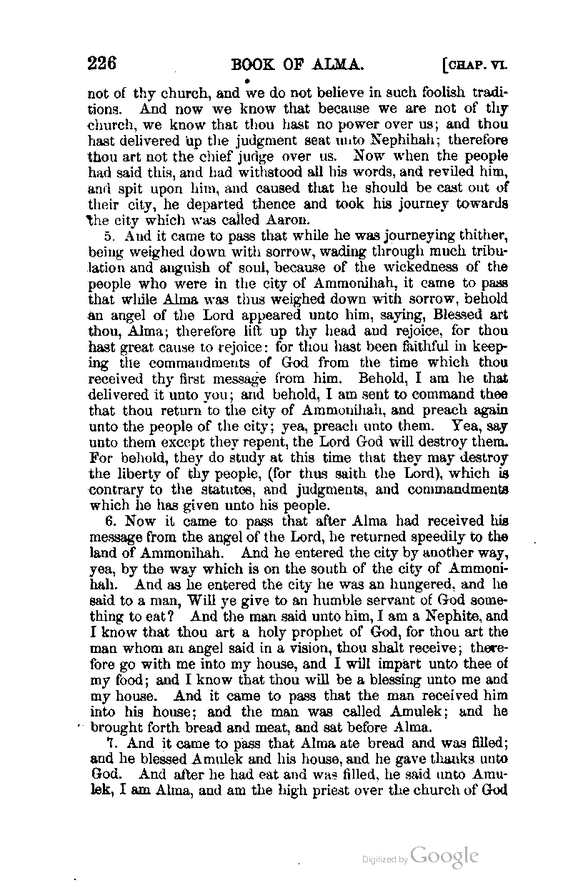 226 BOOK OF ALMA. [CHAP. VI.
not of thy church, and we do not believe in such foolish tradi-
tions. And now we know that because we are not of thy
church, we know that thou hast no power over us; and thou
hast delivered up the judgment seat unto Nephihah; therefore
thou art not the chief judge over us. Now when the people
had said this, and had withstood all his words, and reviled him,
and spit upon him, and caused that he should be cast out of
their city, he departed thence and took his journey towards
the city which was called Aaron.
5. And it came to pass that while he was journeying thither,
being weighed down with sorrow, wading through much tribu-
lation and anguish of soul, because of the wickedness of the
people who were in the city of Ammonihah, it came to pass
that while Alma was thus weighed down with sorrow, behold
an angel of the Lord appeared unto him, saying, Blessed art
thou, Alma; therefore lift up thy head and rejoice, for thou
hast great cause to rejoice: for thou hast been faithful in keep-
ing the commandments of God from the time which thou
received thy first message from him. Behold, I am he that
delivered it unto you; and behold, I am sent to command thee
that thou return to the city of Ammonihah, and preach again
unto the people of the city; yea, preach unto them. Yea, say
unto them except they repent, the Lord God will destroy them.
For behold, they do study at this time that they may destroy
the liberty of thy people, (for thus saith the Lord), which is
contrary to the statutes, and judgments, and commandments
which he has given unto his people.
6. Now it came to pass that after Alma had received his
message from the angel of the Lord, he returned speedily to the
land of Ammonihah. And he entered the city by another way,
yea, by the way which is on the south of the city of Ammoni-
hah. And as he entered the city he was an hungered, and he
said to a man, Will ye give to an humble servant of God some-
thing to eat? And the man said unto him, I am a Nephite, and
I know that thou art a holy prophet of God, for thou art the
man whom an angel said in a vision, thou shalt receive; there-
fore go with me into my house, and I will impart unto thee of
my food; and I know that thou will be a blessing unto me and
my house. And it came to pass that the man received him
into his house; and the man was called Amulek; and he
brought forth bread and meat, and sat before Alma.
7. And it came to pass that Alma ate bread and was filled;
and he blessed Amulek and his house, and he gave thanks unto
God. And after he had eat and was filled, he said unto Amu-
lek, I am Alma, and am the high priest over the church of God
Digitized by Google